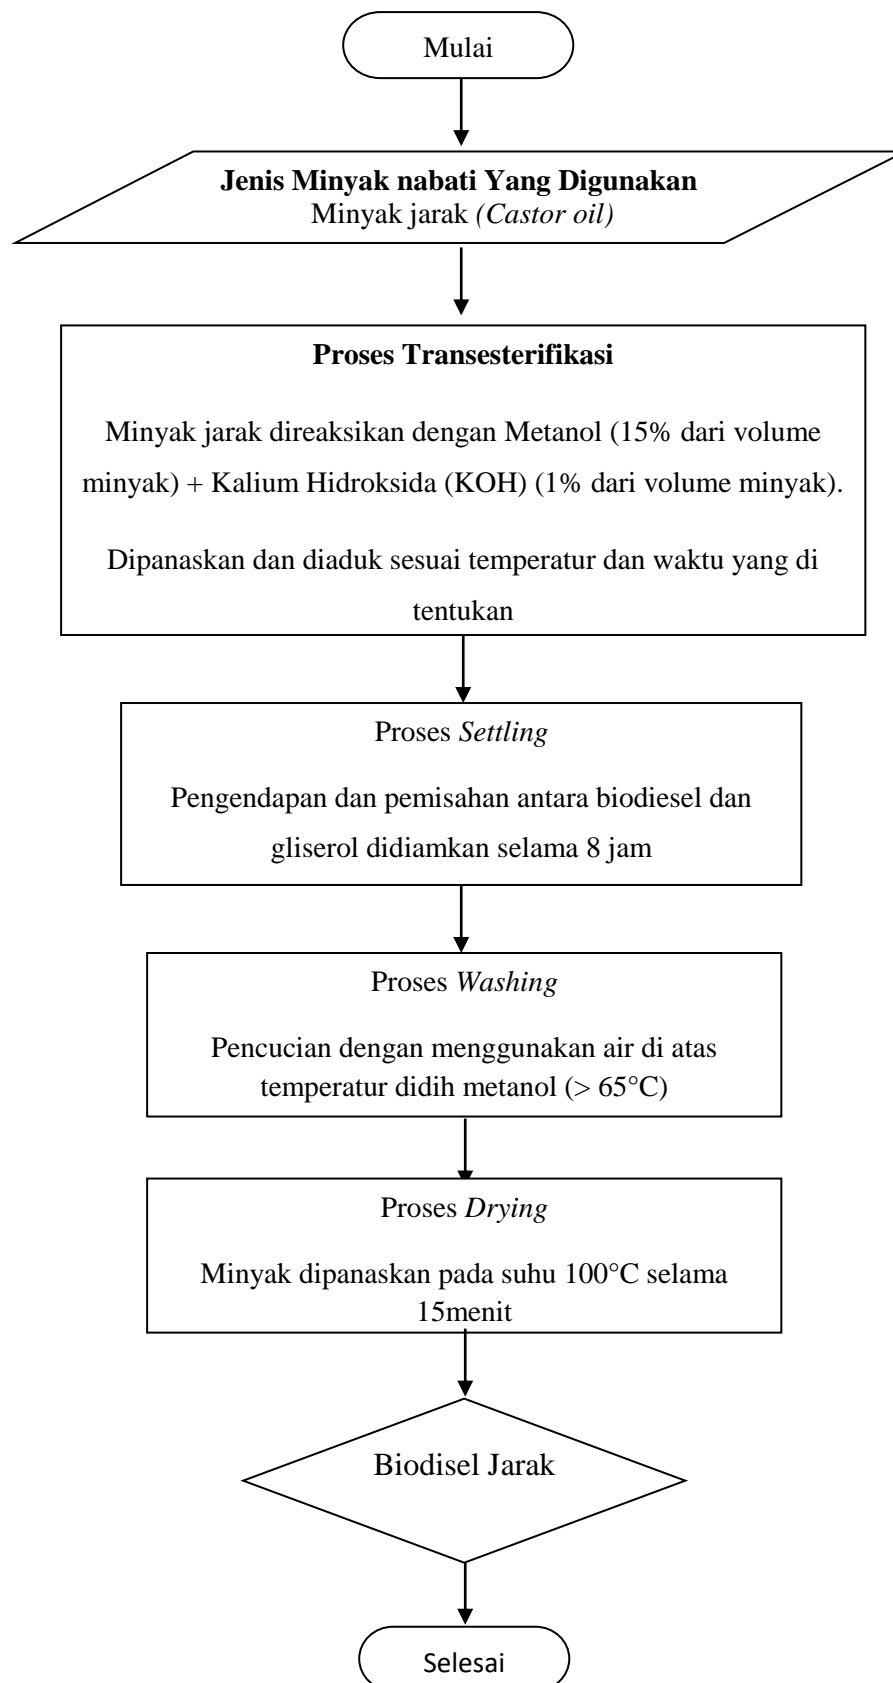 Mulai
Jenis Minyak nabati Yang Digunakan
Minyak jarak (Castor oil)
Proses Transesterifikasi
Minyak jarak direaksikan dengan Metanol (15% dari volume
minyak) + Kalium Hidroksida (KOH) (1% dari volume minyak).
Dipanaskan dan diaduk sesuai temperatur dan waktu yang di
tentukan
Proses Settling
Pengendapan dan pemisahan antara biodiesel dan
gliserol didiamkan selama 8 jam
Proses Washing
Pencucian dengan menggunakan air di atas
temperatur didih metanol (> 65°C)
Proses Drying
Minyak dipanaskan pada suhu 100°C selama
15menit
Biodisel Jarak
Selesai